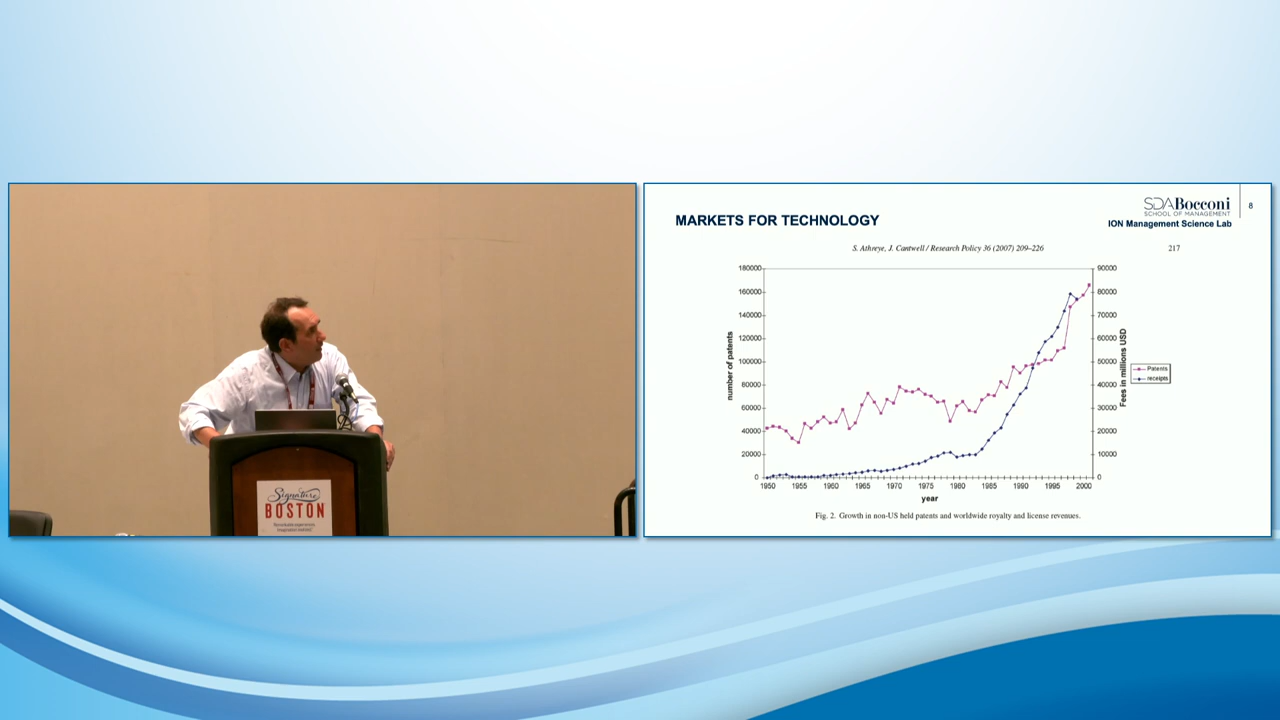 Signature
BOSTON
Remarkable experiences.
MARKETS FOR TECHNOLOGY
SDABocconi
SCHOOL OF MANAGEMENT
ION Management Science Lab
8
S. Athreye, J. Cantwell / Research Policy 36 (2007) 209–226
217
180000
160000
140000
120000
100000
80000
60000
40000
20000
0
number of patents
90000
80000
70000
60000
50000
40000
30000
20000
10000
0
Fees in millions USD
Patents
receipts
1950 1955 1960 1965 1970 1975 1980 1985 1990 1995 2000
year
Fig. 2. Growth in non-US held patents and worldwide royalty and license revenues.